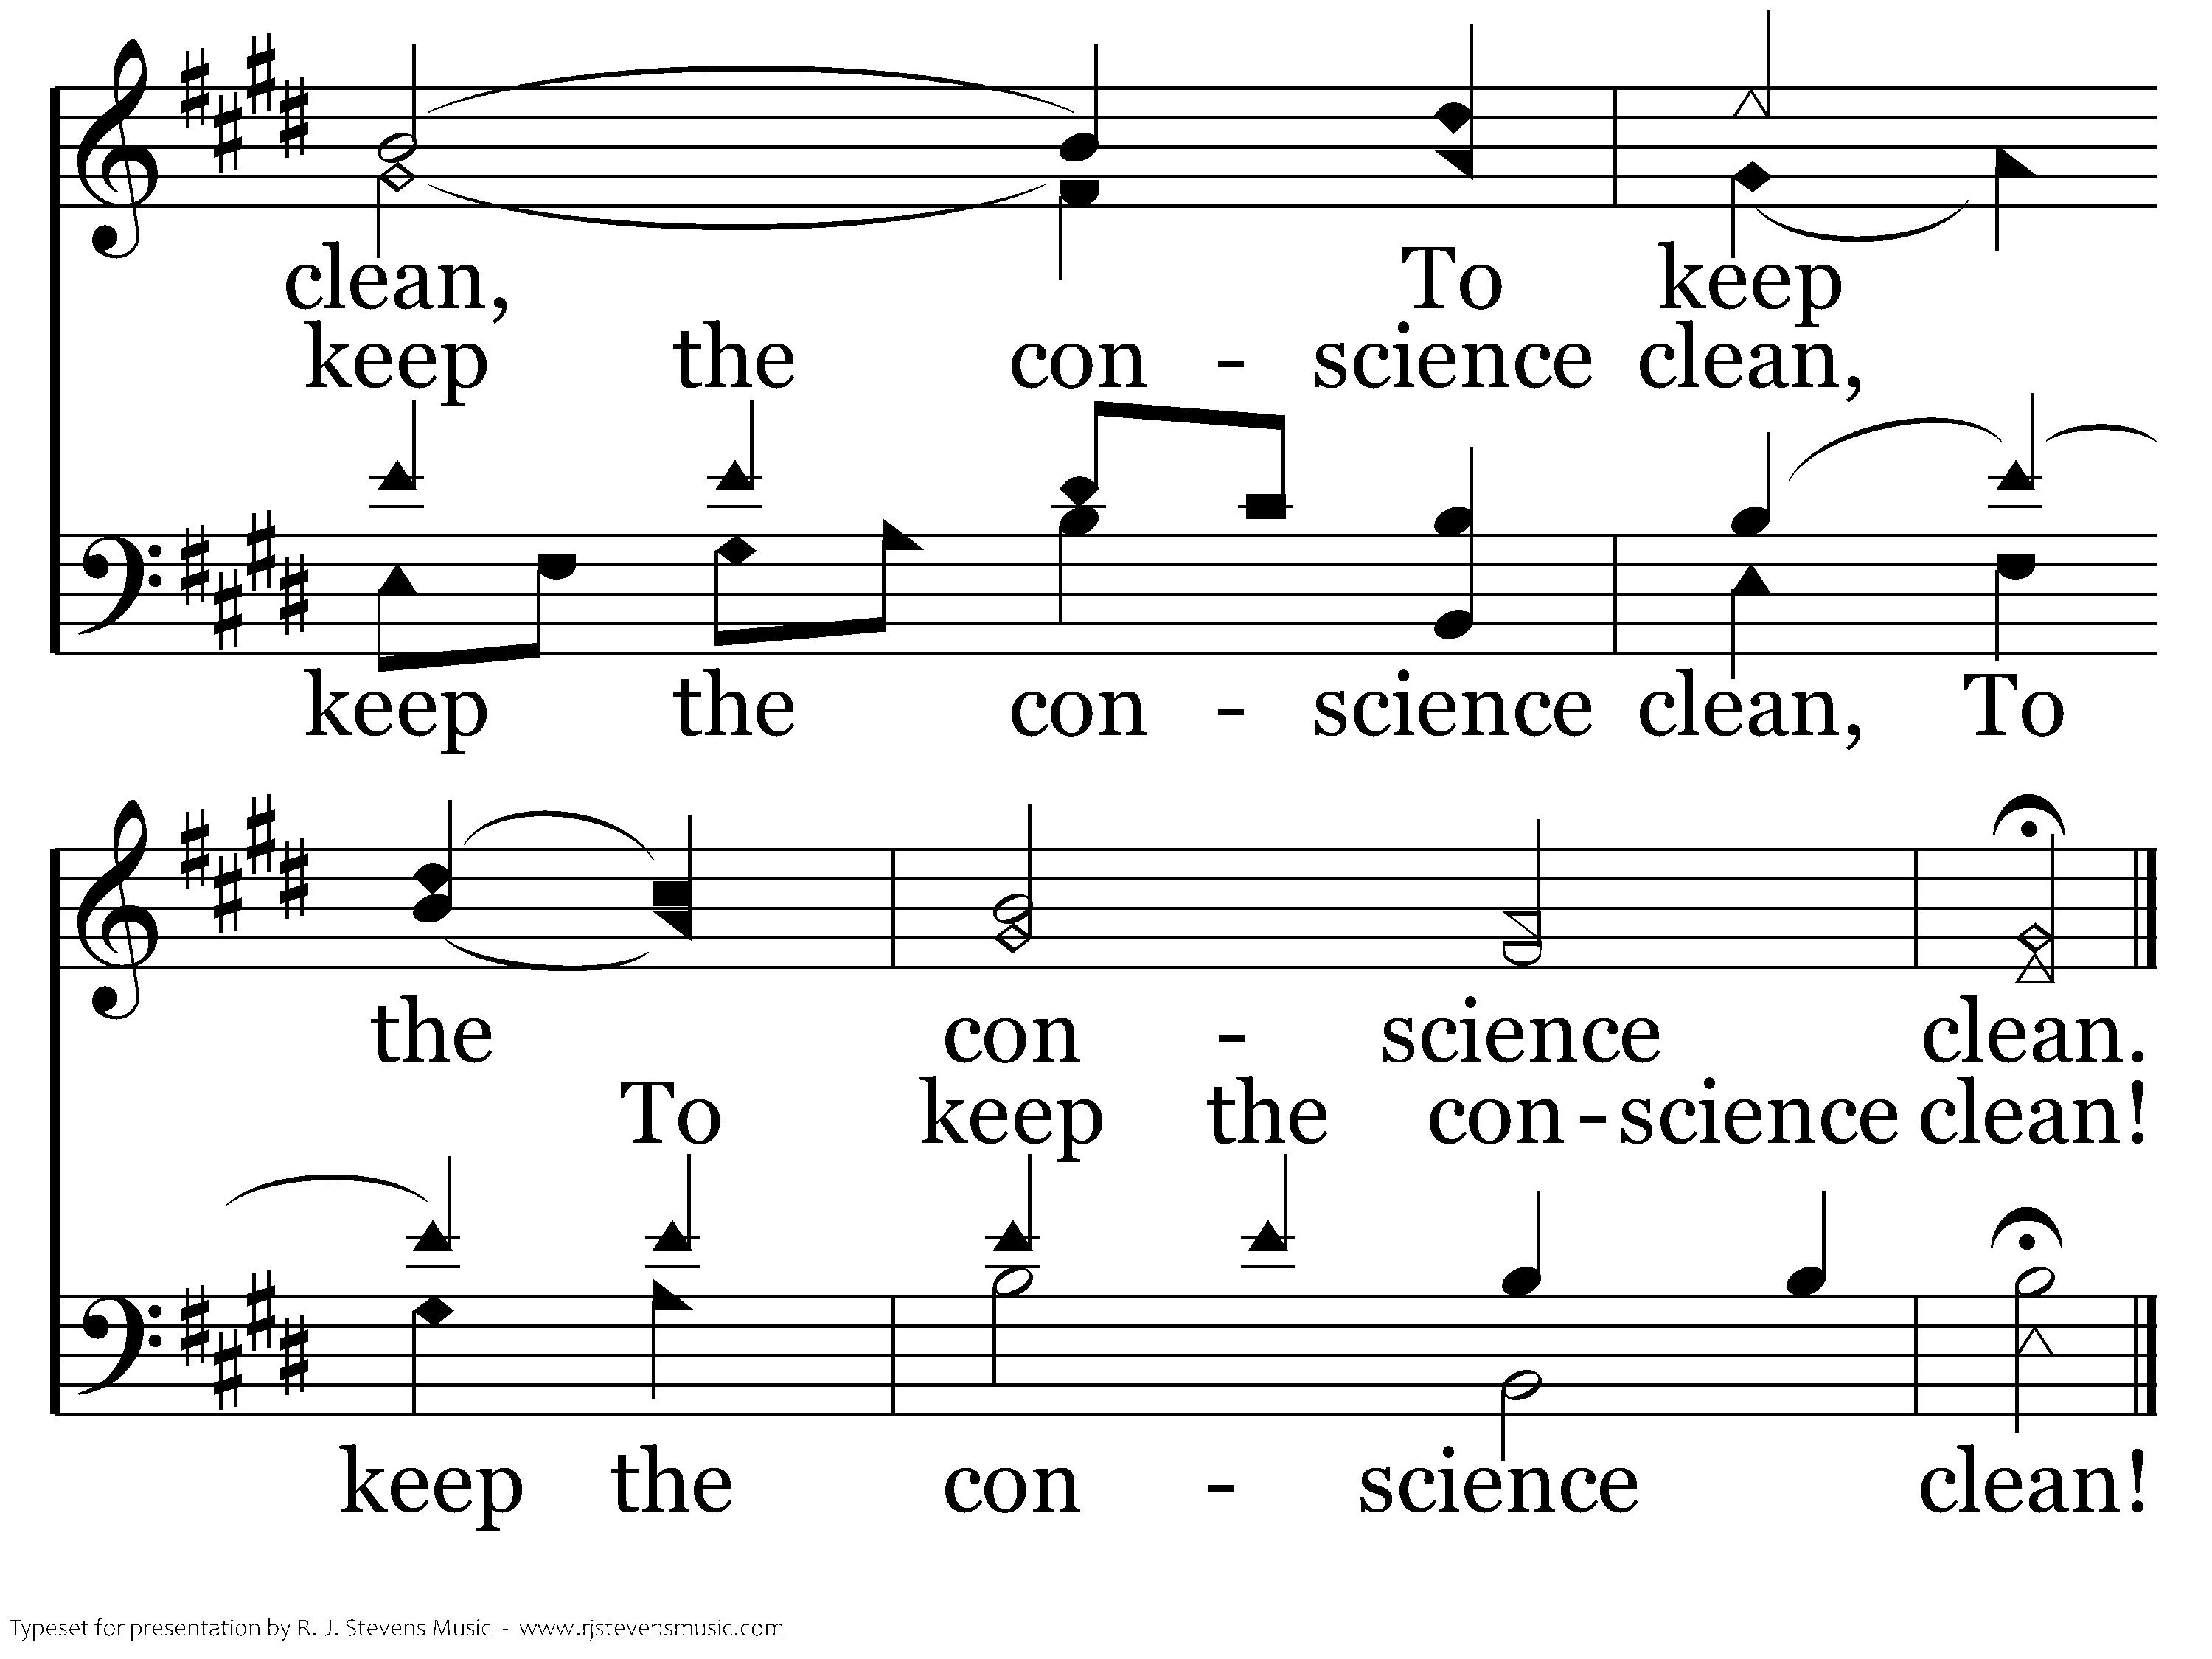 clean, To keep
keep the con - science clean,
keep the con - science clean, To
the con - science clean.
To keep the con - science clean!
keep the con - science clean!
Typeset for presentation by R. J. Stevens Music - www.rjstevensmusic.com